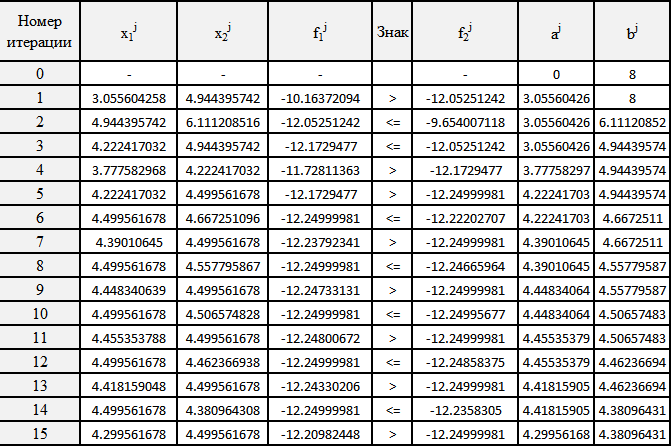 Номер итерации x₁ʲ x₂ʲ f₁ʲ Знак f₂ʲ aʲ bʲ
0 - - - - 0 8
1 3.055604258 4.944395742 -10.16372094 > -12.05251242 3.05560426 8
2 4.944395742 6.111208516 -12.05251242 <= -9.654007118 3.05560426 6.11120852
3 4.222417032 4.944395742 -12.1729477 <= -12.05251242 3.05560426 4.94439574
4 3.777582968 4.222417032 -11.72811363 > -12.1729477 3.77758297 4.94439574
5 4.222417032 4.499561678 -12.1729477 > -12.24999981 4.22241703 4.94439574
6 4.499561678 4.667251096 -12.24999981 <= -12.22202707 4.22241703 4.6672511
7 4.39010645 4.499561678 -12.23792341 > -12.24999981 4.39010645 4.6672511
8 4.499561678 4.557795867 -12.24999981 <= -12.24665964 4.39010645 4.55779587
9 4.448340639 4.499561678 -12.24733131 > -12.24999981 4.44834064 4.55779587
10 4.499561678 4.506574828 -12.24999981 <= -12.24995677 4.44834064 4.50657483
11 4.455353788 4.499561678 -12.24800672 > -12.24999981 4.45535379 4.50657483
12 4.499561678 4.462366938 -12.24999981 <= -12.24858375 4.45535379 4.46236694
13 4.418159048 4.499561678 -12.24330206 > -12.24999981 4.41815905 4.46236694
14 4.499561678 4.380964308 -12.24999981 <= -12.2358305 4.41815905 4.38096431
15 4.299561678 4.499561678 -12.20982448 > -12.24999981 4.29956168 4.38096431